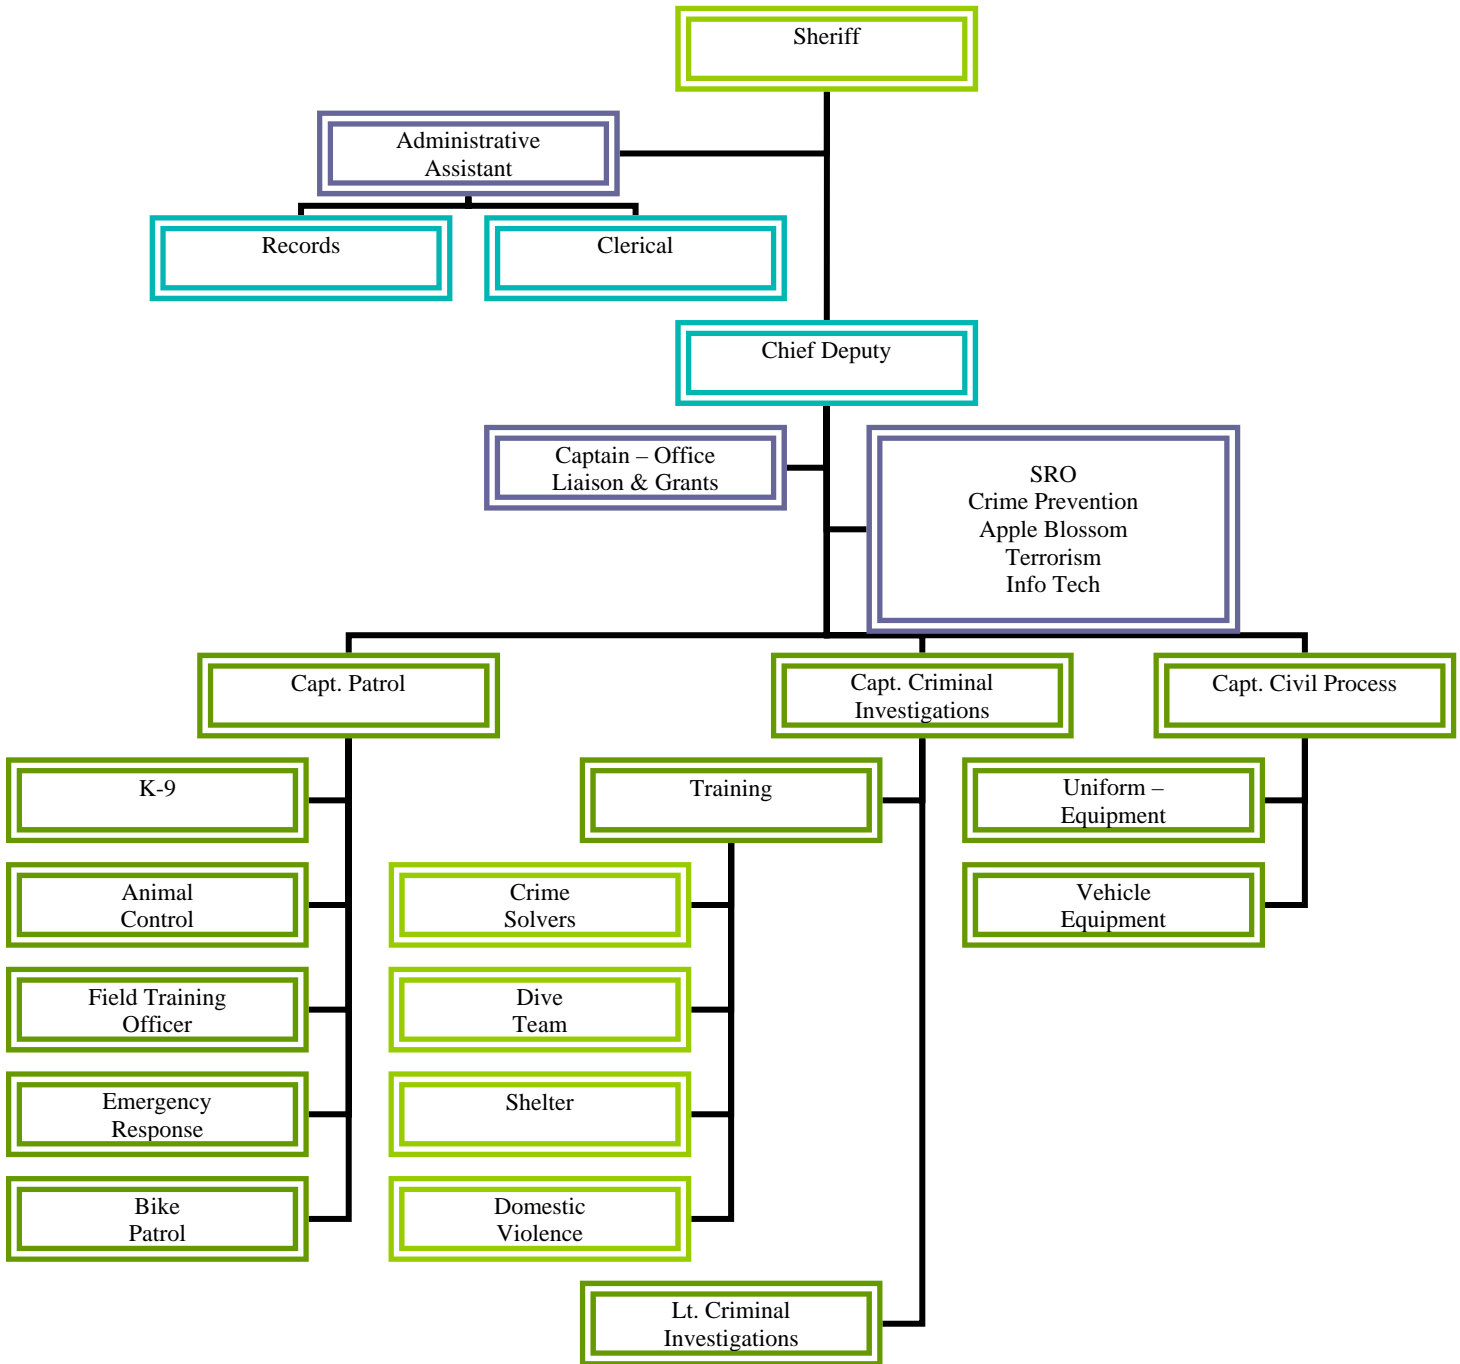 Sheriff
Administrative
Assistant
Records
Clerical
Chief Deputy
Captain – Office
Liaison & Grants
SRO
Crime Prevention
Apple Blossom
Terrorism
Info Tech
Capt. Patrol
Capt. Criminal
Investigations
Capt. Civil Process
K-9
Training
Uniform –
Equipment
Animal
Control
Crime
Solvers
Vehicle
Equipment
Field Training
Officer
Dive
Team
Emergency
Response
Shelter
Bike
Patrol
Domestic
Violence
Lt. Criminal
Investigations